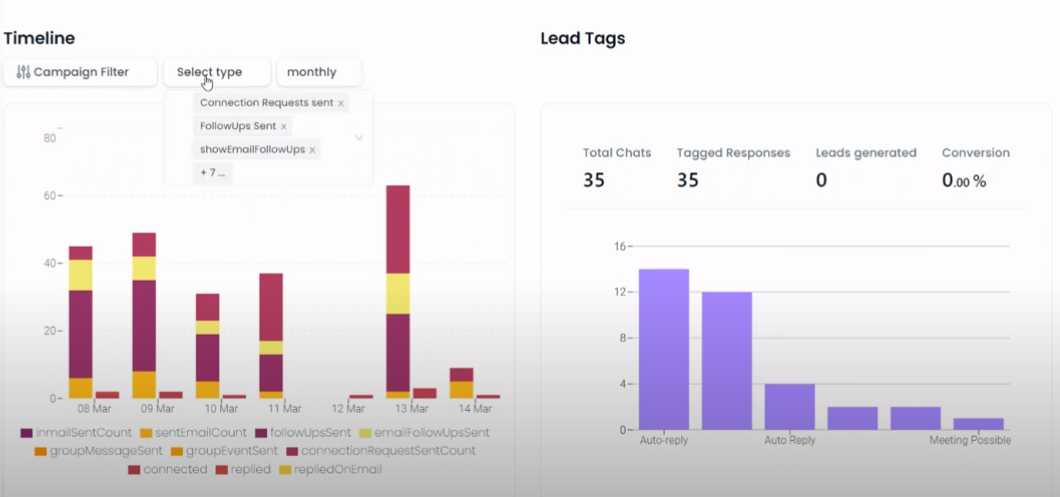 Timeline
Campaign Filter
Select type
monthly
Connection Requests sent ×
FollowUps Sent ×
showEmailFollowUps ×
+ 7 ...
80
60
40
20
0
08 Mar
09 Mar
10 Mar
11 Mar
12 Mar
13 Mar
14 Mar
inmailSentCount
sentEmailCount
followUpsSent
emailFollowUpsSent
groupMessageSent
groupEventSent
connectionRequestSentCount
connected
replied
repliedOnEmail
Lead Tags
Total Chats
Tagged Responses
Leads generated
Conversion
35
35
0
0.00 %
16
12
8
4
0
Auto-reply
Auto Reply
Meeting Possible